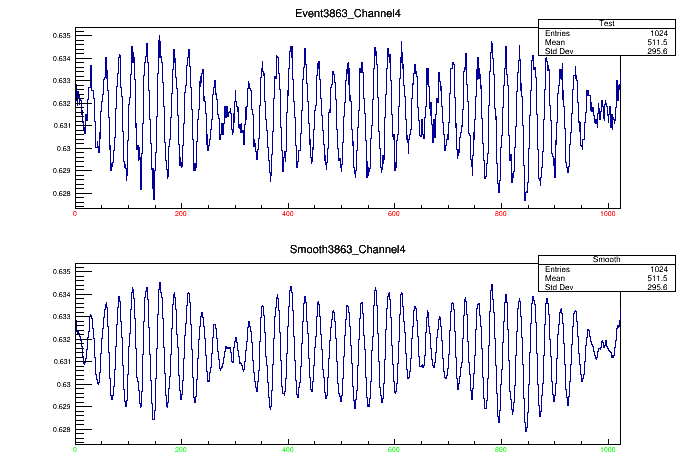 Event3863_Channel4
Test
Entries 1024
Mean 511.5
Std Dev 295.6
0.635
0.634
0.633
0.632
0.631
0.63
0.629
0.628
0 200 400 600 800 1000
Smooth3863_Channel4
Smooth
Entries 1024
Mean 511.5
Std Dev 295.6
0.635
0.634
0.633
0.632
0.631
0.63
0.629
0.628
0 200 400 600 800 1000